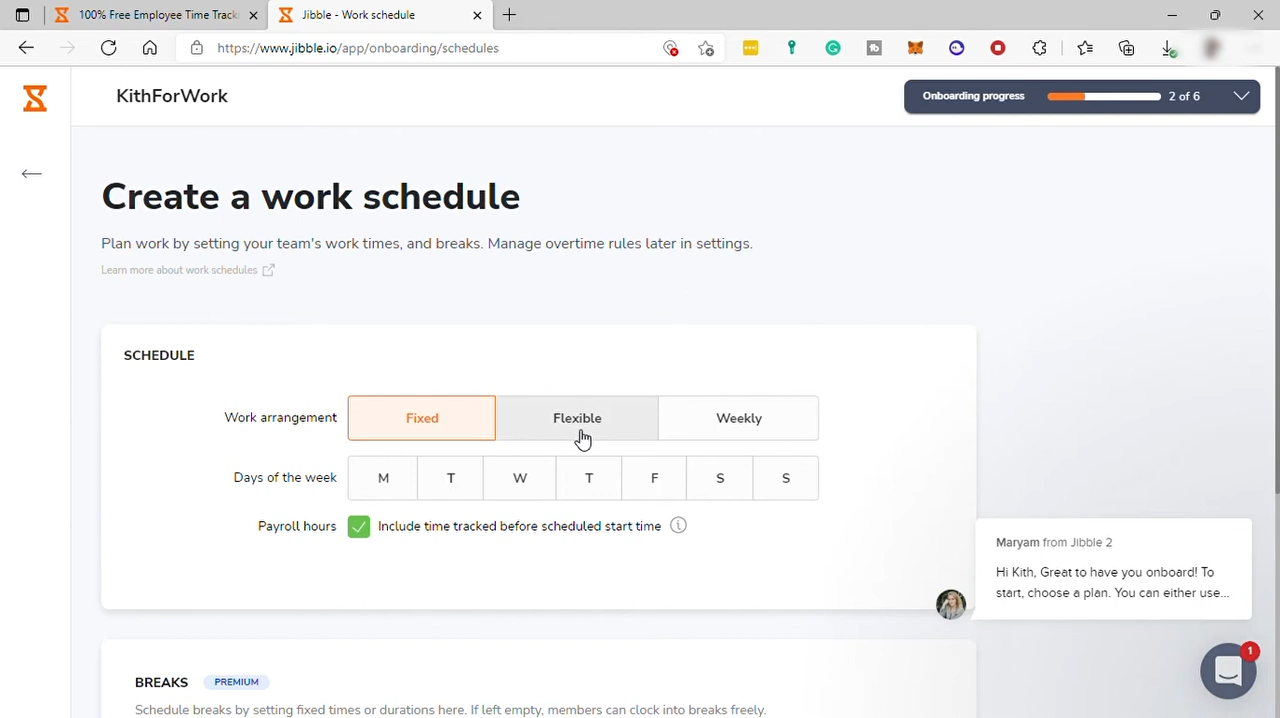 100% Free Employee Time Track
Jibble - Work schedule
https://www.jibble.io/app/onboarding/schedules
KithForWork
Onboarding progress
2 of 6
Create a work schedule
Plan work by setting your team's work times, and breaks. Manage overtime rules later in settings.
Learn more about work schedules
SCHEDULE
Work arrangement
Fixed
Flexible
Weekly
Days of the week
M
T
W
T
F
S
S
Payroll hours
Include time tracked before scheduled start time
Maryam from Jibble 2
Hi Kith, Great to have you onboard! To
start, choose a plan. You can either use...
1
BREAKS
PREMIUM
Schedule breaks by setting fixed times or durations here. If left empty, members can clock into breaks freely.